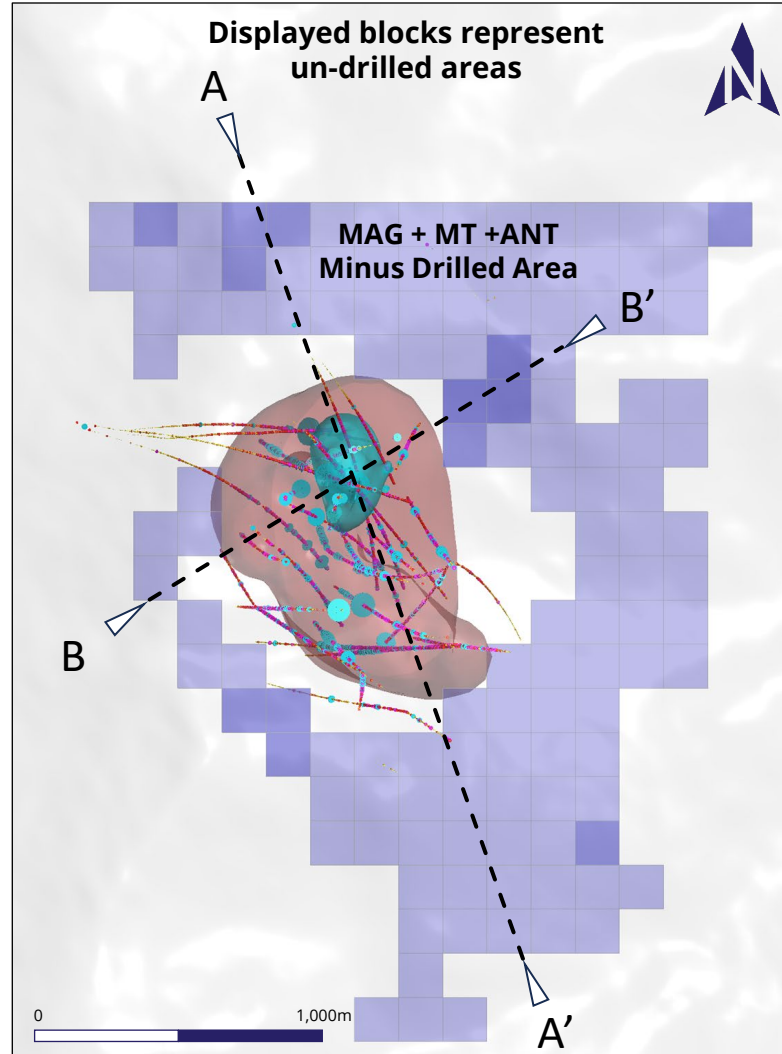 Displayed blocks represent
un-drilled areas
A
N
MAG + MT +ANT
Minus Drilled Area
B’
B
A’
0 1,000m